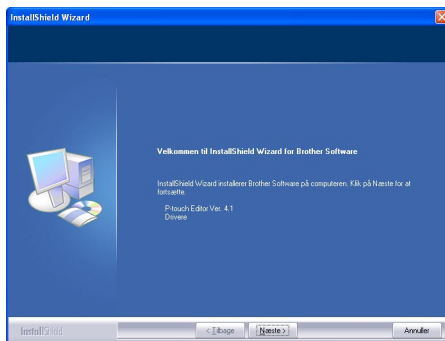 InstallShield Wizard
Velkommen til InstallShield Wizard for Brother Software
InstallShield Wizard installerer Brother Software på computeren. Klik på Næste for at
fortsætte.
P-touch Editor Ver. 4.1
Drivere
InstallShield
< Tilbage
Næste >
Annuller